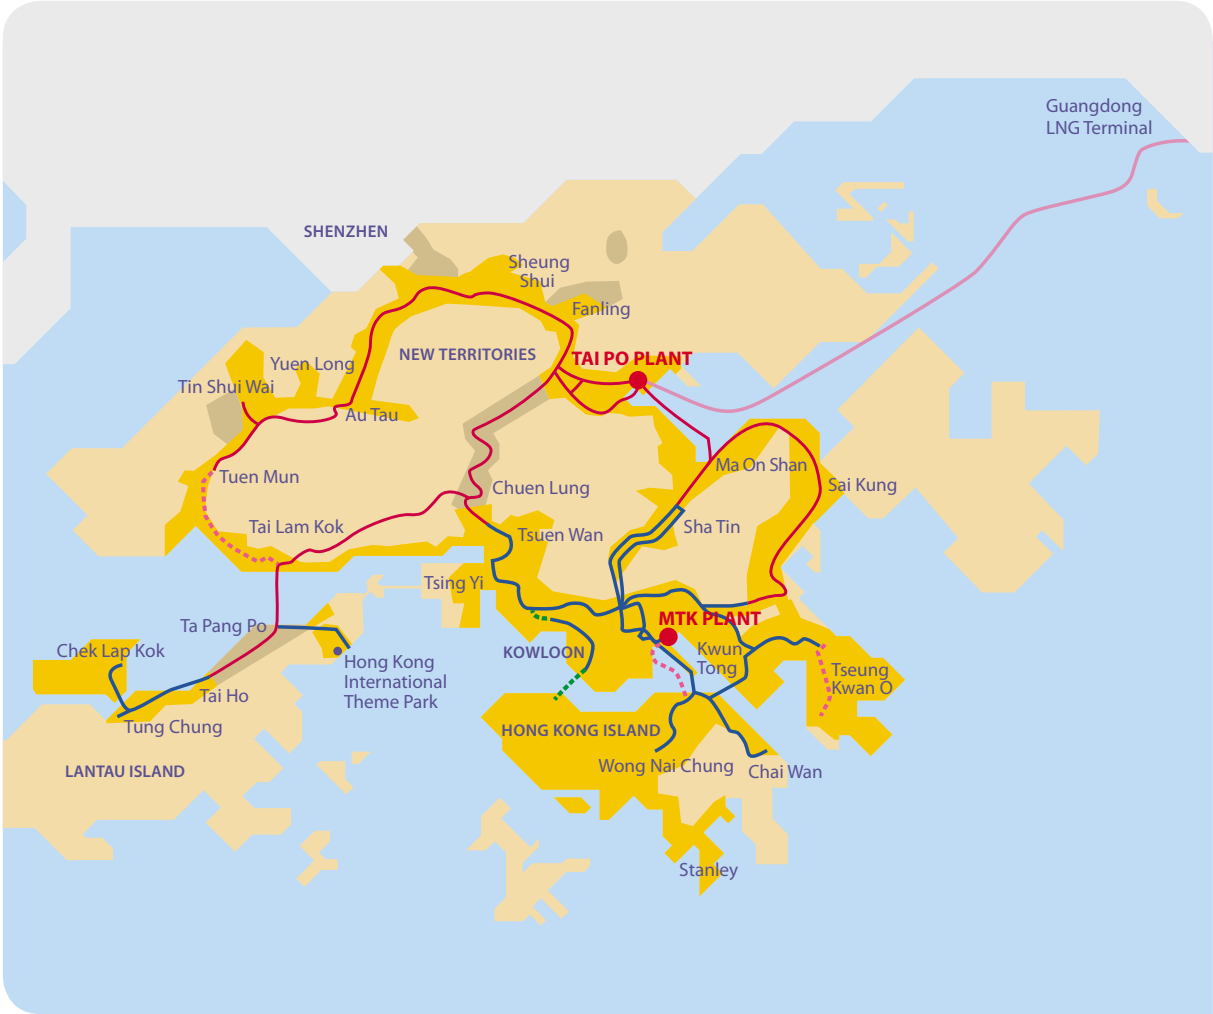 Guangdong
LNG Terminal
SHENZHEN
Sheung
Shui
Fanling
NEW TERRITORIES
TAI PO PLANT
Yuen Long
Tin Shui Wai
Au Tau
Ma On Shan
Tuen Mun
Sai Kung
Chuen Lung
Tai Lam Kok
Sha Tin
Tsuen Wan
Tsing Yi
MTK PLANT
Ta Pang Po
Chek Lap Kok
KOWLOON
Kwun
Tong
Hong Kong
International
Theme Park
Tseung
Kwan O
Tai Ho
Tung Chung
HONG KONG ISLAND
LANTAU ISLAND
Wong Nai Chung
Chai Wan
Stanley